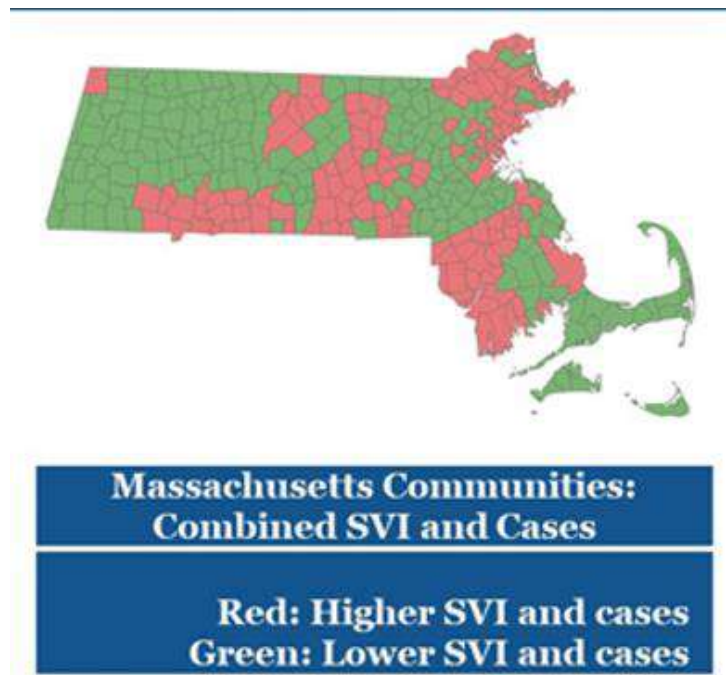 Massachusetts Communities:
Combined SVI and Cases
Red: Higher SVI and cases
Green: Lower SVI and cases